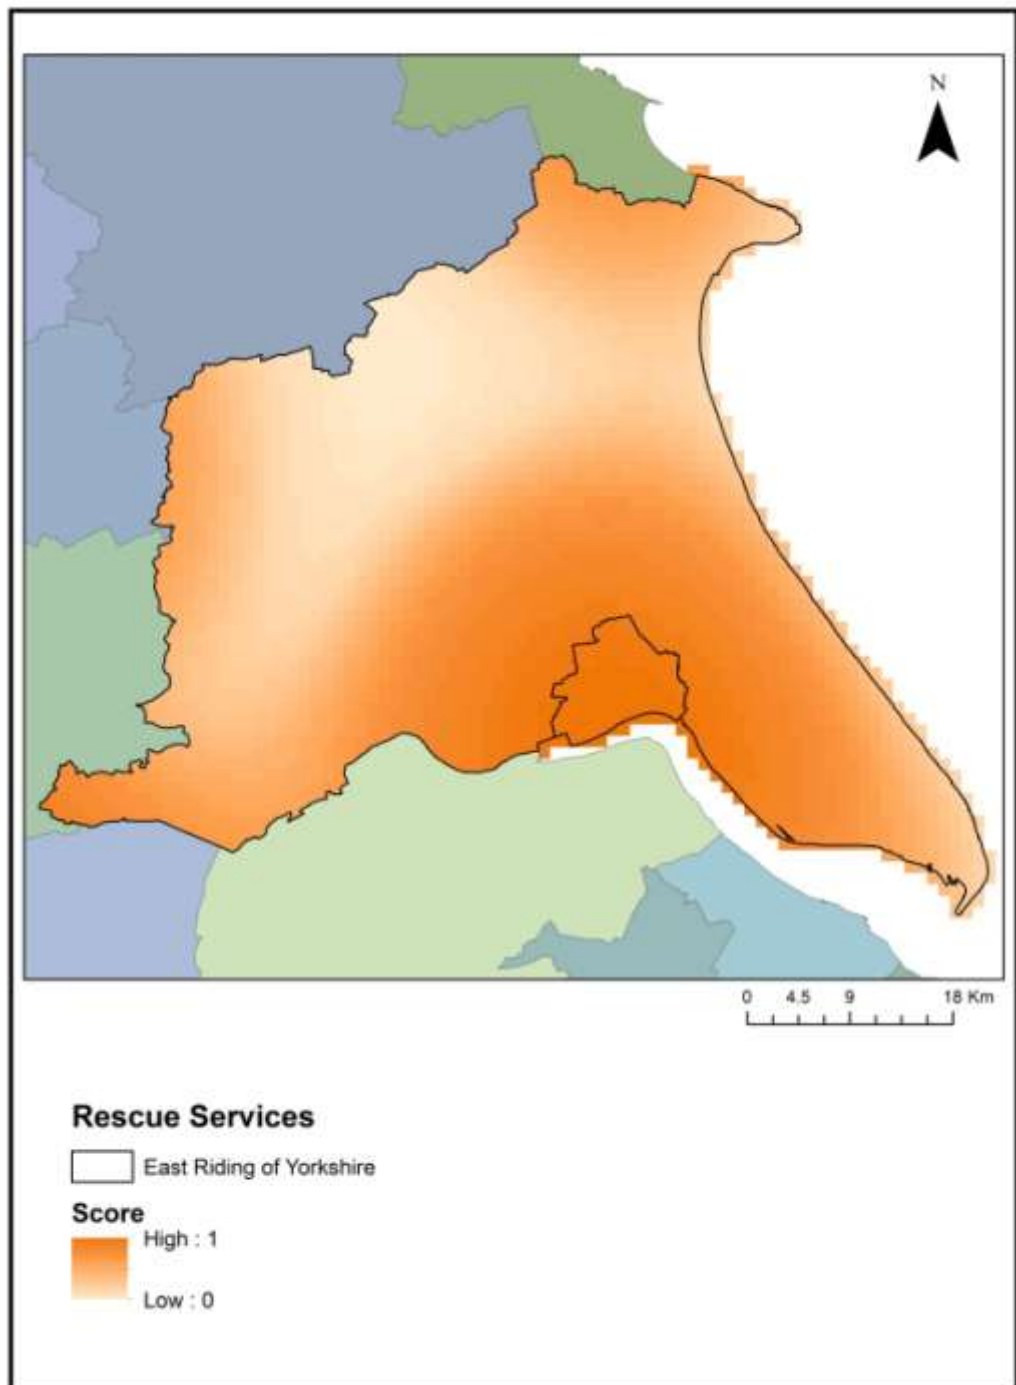 N
0 4.5 9 18 Km
Rescue Services
East Riding of Yorkshire
Score
High : 1
Low : 0